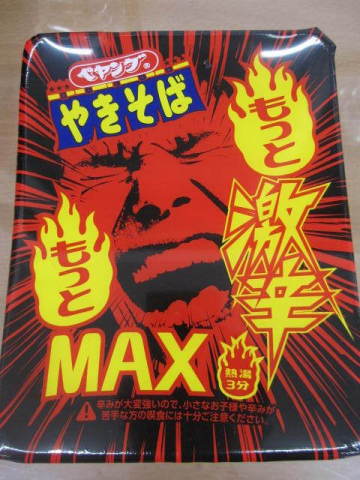 ペヤング
やきそば
もっと
もっと
激辛
MAX
熱湯
3分
辛みが大変強いので、小さなお子様や辛みが
苦手な方の喫食には十分ご注意ください。